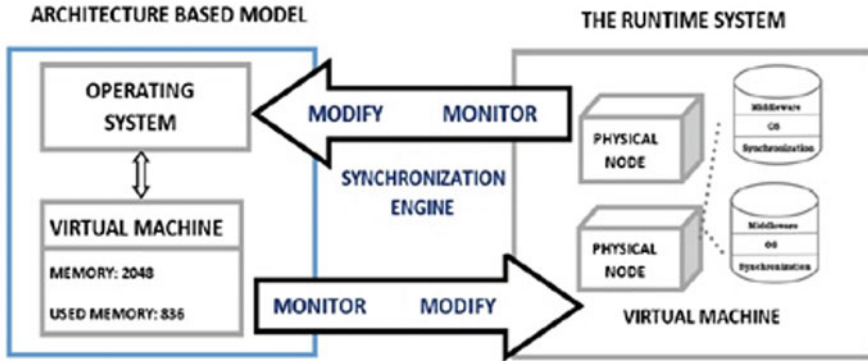 ARCHITECTURE BASED MODEL
OPERATING
SYSTEM
VIRTUAL MACHINE
MEMORY: 2048
USED MEMORY: 836
MODIFY MONITOR
SYNCHRONIZATION
ENGINE
MONITOR MODIFY
THE RUNTIME SYSTEM
PHYSICAL
NODE
Middleware
OS
Synchronization
PHYSICAL
NODE
Middleware
OS
Synchronization
VIRTUAL MACHINE